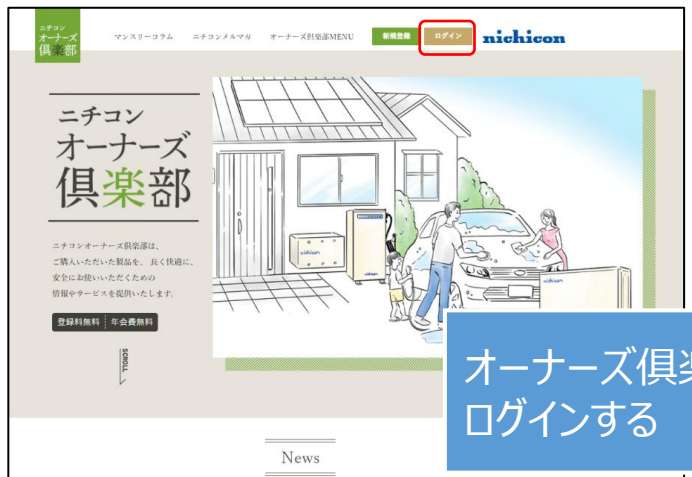 ニチコン
オーナーズ
倶楽部
マンスリーコラム
ニチコンメルマガ
オーナーズ倶楽部MENU
新規登録
ログイン
nichicon
ニチコン
オーナーズ
倶楽部
ニチコンオーナーズ倶楽部は、
ご購入いただいた製品を、長く快適に、
安全にお使いいただくための
情報やサービスを提供いたします。
登録料無料
年会費無料
SCROLL
nichicon
nichicon
nichicon
オーナーズ倶楽
ログインする
News